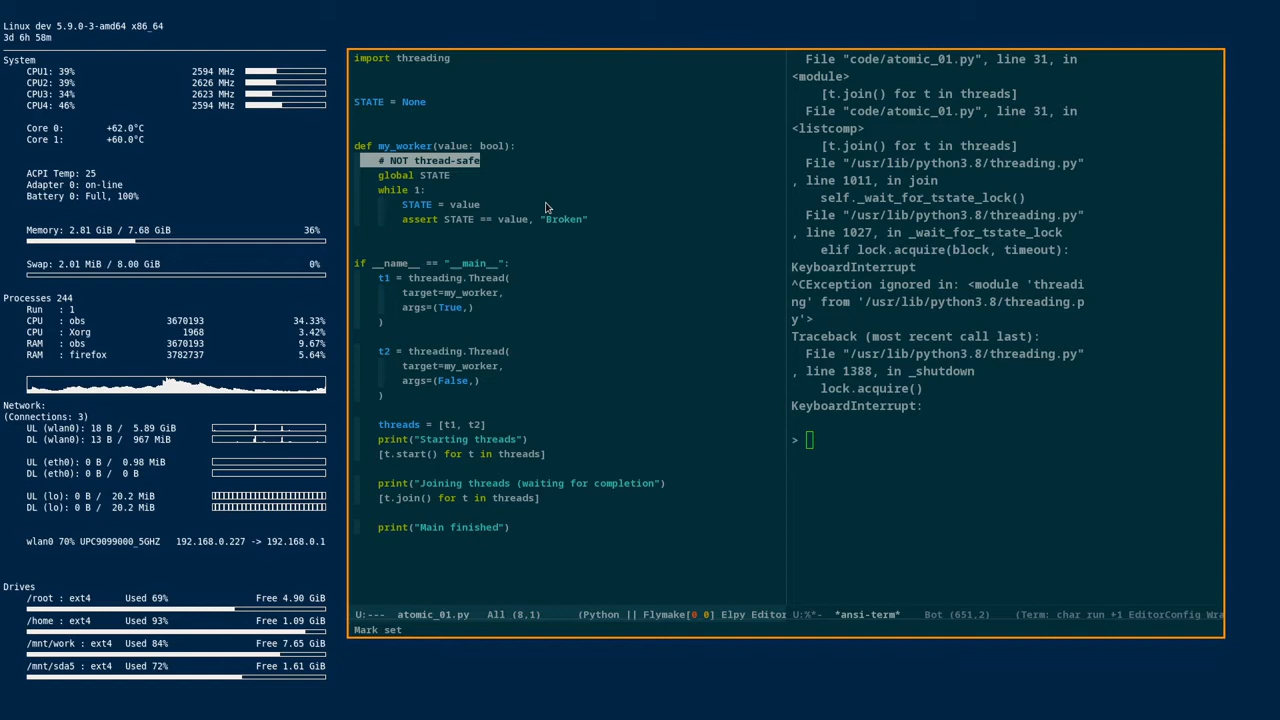 Linux dev 5.9.0-3-amd64 x86_64
3d 6h 58m
System
CPU1: 39% 2594 MHz
CPU2: 39% 2626 MHz
CPU3: 34% 2623 MHz
CPU4: 46% 2594 MHz
Core 0: +62.0°C
Core 1: +60.0°C
ACPI Temp: 25
Adapter 0: on-line
Battery 0: Full, 100%
Memory: 2.81 GiB / 7.68 GiB 36%
Swap: 2.01 MiB / 8.00 GiB 0%
Processes 244
Run : 1
CPU : obs 3670193 34.33%
CPU : Xorg 1968 3.42%
RAM : obs 3670193 9.67%
RAM : firefox 3782737 5.64%
Network:
(Connections: 3)
UL (wlan0): 18 B / 5.89 GiB
DL (wlan0): 13 B / 967 MiB
UL (eth0): 0 B / 0.98 MiB
DL (eth0): 0 B / 0 B
UL (lo): 0 B / 20.2 MiB
DL (lo): 0 B / 20.2 MiB
wlan0 70% UPC9099000_5GHZ 192.168.0.227 -> 192.168.0.1
Drives
/root : ext4 Used 69% Free 4.90 GiB
/home : ext4 Used 93% Free 1.09 GiB
/mnt/work : ext4 Used 84% Free 7.65 GiB
/mnt/sda5 : ext4 Used 72% Free 1.61 GiB
import threading
STATE = None
def my_worker(value: bool):
# NOT thread-safe
global STATE
while 1:
STATE = value
assert STATE == value, "Broken"
if __name__ == "__main__":
t1 = threading.Thread(
target=my_worker,
args=(True,)
)
t2 = threading.Thread(
target=my_worker,
args=(False,)
)
threads = [t1, t2]
print("Starting threads")
[t.start() for t in threads]
print("Joining threads (waiting for completion")
[t.join() for t in threads]
print("Main finished")
U:--- atomic_01.py All (8,1) (Python || Flymake[0 0] Elpy Editor
Mark set
File "code/atomic_01.py", line 31, in
<module>
[t.join() for t in threads]
File "code/atomic_01.py", line 31, in
<listcomp>
[t.join() for t in threads]
File "/usr/lib/python3.8/threading.py"
, line 1011, in join
self._wait_for_tstate_lock()
File "/usr/lib/python3.8/threading.py"
, line 1027, in _wait_for_tstate_lock
elif lock.acquire(block, timeout):
KeyboardInterrupt
^CException ignored in: <module 'threadi
ng' from '/usr/lib/python3.8/threading.p
y'>
Traceback (most recent call last):
File "/usr/lib/python3.8/threading.py"
, line 1388, in _shutdown
lock.acquire()
KeyboardInterrupt:
>
U:%*- *ansi-term* Bot (651,2) (Term: char run +1 EditorConfig Wra